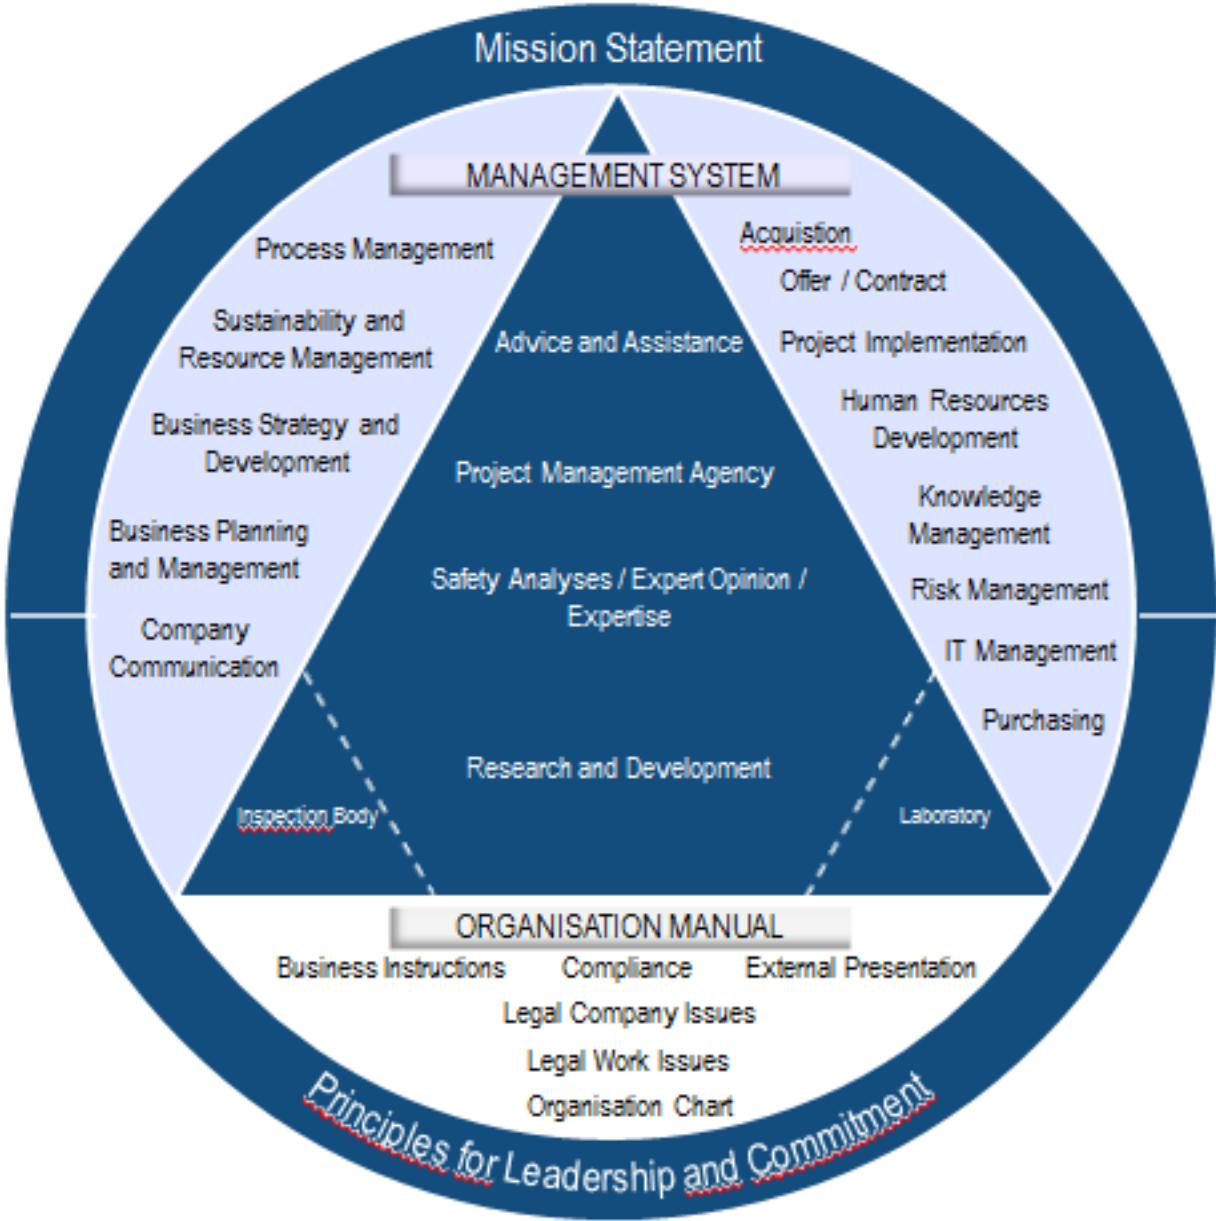 Mission Statement
MANAGEMENT SYSTEM
Process Management
Sustainability and
Resource Management
Business Strategy and
Development
Business Planning
and Management
Company
Communication
Acquistion
Offer / Contract
Project Implementation
Human Resources
Development
Knowledge
Management
Risk Management
IT Management
Purchasing
Advice and Assistance
Project Management Agency
Safety Analyses / Expert Opinion /
Expertise
Research and Development
Inspection Body
Laboratory
ORGANISATION MANUAL
Business Instructions Compliance External Presentation
Legal Company Issues
Legal Work Issues
Organisation Chart
Principles for Leadership and Commitment